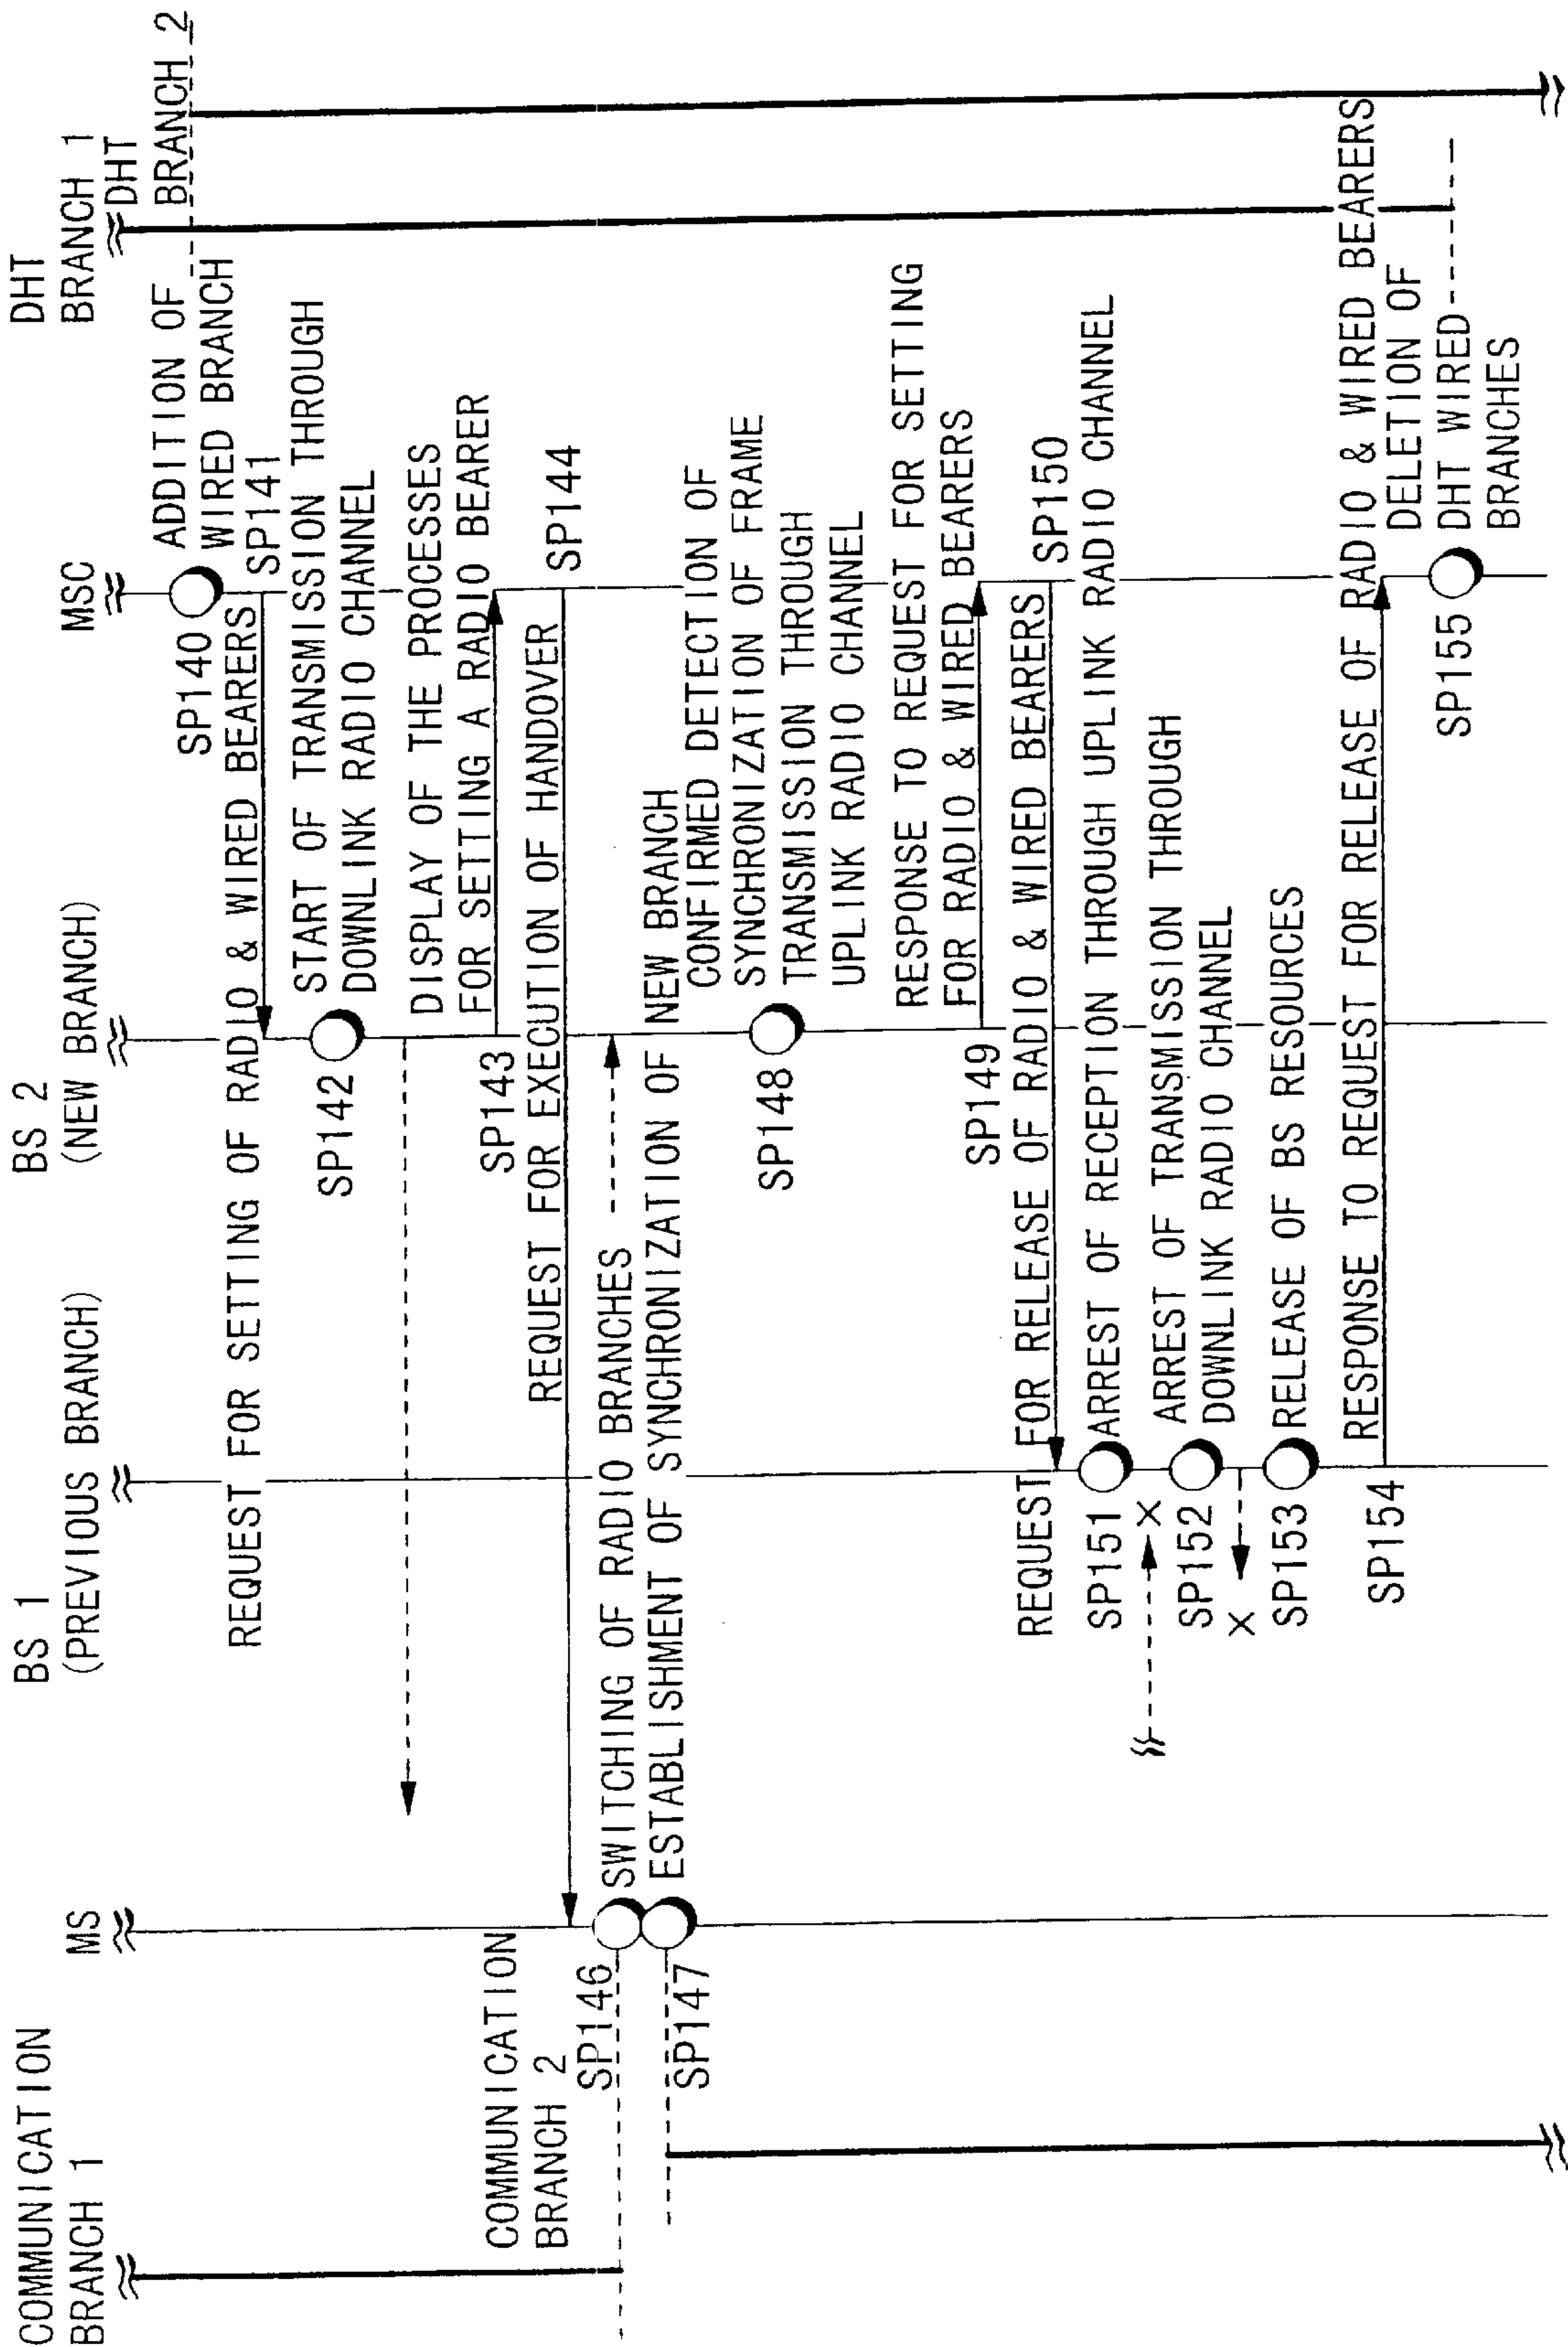 COMMUNICATION
BRANCH 1
MS
BS 1
(PREVIOUS BRANCH)
BS 2
(NEW BRANCH)
MSC
DHT
BRANCH 1
DHT
BRANCH 2
SP140
ADDITION OF
WIRED BRANCH
REQUEST FOR SETTING OF RADIO & WIRED BEARERS
SP141
SP142
START OF TRANSMISSION THROUGH
DOWNLINK RADIO CHANNEL
DISPLAY OF THE PROCESSES
FOR SETTING A RADIO BEARER
SP143
REQUEST FOR EXECUTION OF HANDOVER
SP144
COMMUNICATION
BRANCH 2
SP146
SWITCHING OF RADIO BRANCHES
SP147
ESTABLISHMENT OF SYNCHRONIZATION OF NEW BRANCH
SP148
CONFIRMED DETECTION OF
SYNCHRONIZATION OF FRAME
TRANSMISSION THROUGH
UPLINK RADIO CHANNEL
RESPONSE TO REQUEST FOR SETTING
FOR RADIO & WIRED BEARERS
SP149
REQUEST FOR RELEASE OF RADIO & WIRED BEARERS
SP150
SP151
ARREST OF RECEPTION THROUGH UPLINK RADIO CHANNEL
X
SP152
ARREST OF TRANSMISSION THROUGH
DOWNLINK RADIO CHANNEL
X
SP153
RELEASE OF BS RESOURCES
RESPONSE TO REQUEST FOR RELEASE OF RADIO & WIRED BEARERS
SP154
SP155
DELETION OF
DHT WIRED
BRANCHES